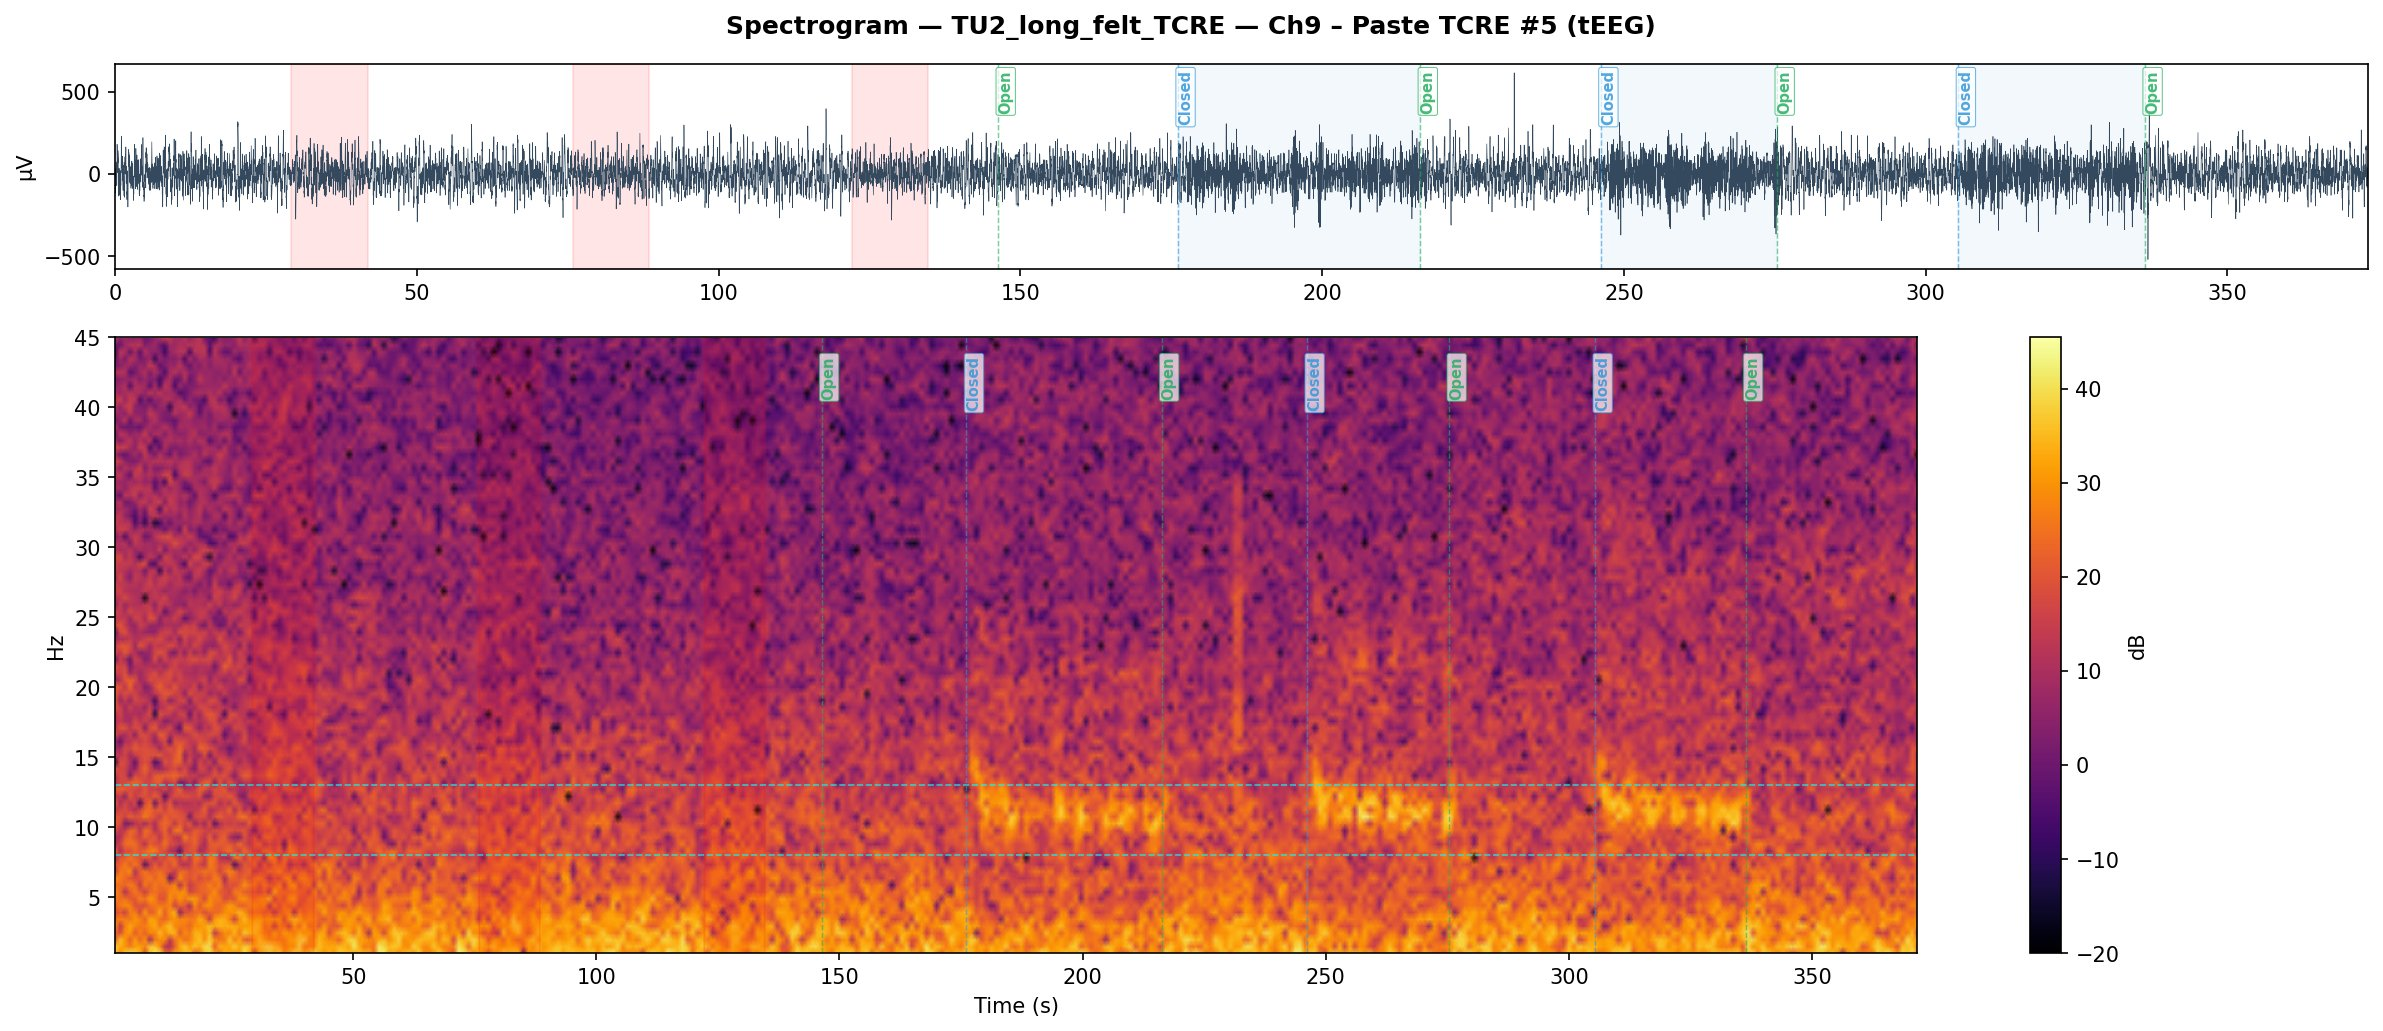 Spectrogram — TU2_long_felt_TCRE — Ch9 – Paste TCRE #5 (tEEG)
500
0
−500
µV
Open
Closed
Open
Closed
Open
Closed
Open
0
50
100
150
200
250
300
350
45
40
35
30
25
20
15
10
5
Hz
Open
Closed
Open
Closed
Open
Closed
Open
50
100
150
200
250
300
350
Time (s)
40
30
20
10
0
−10
−20
dB